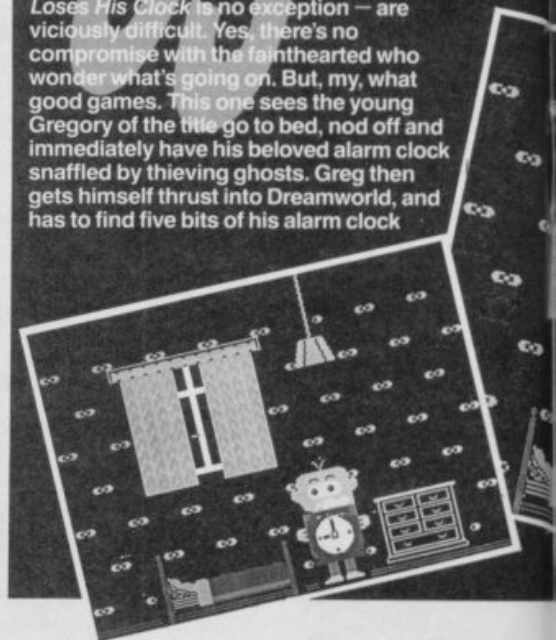 Loses His Clock is no exception — are
viciously difficult. Yes, there's no
compromise with the fainthearted who
wonder what's going on. But, my, what
good games. This one sees the young
Gregory of the title go to bed, nod off and
immediately have his beloved alarm clock
snaffled by thieving ghosts. Greg then
gets himself thrust into Dreamworld, and
has to find five bits of his alarm clock